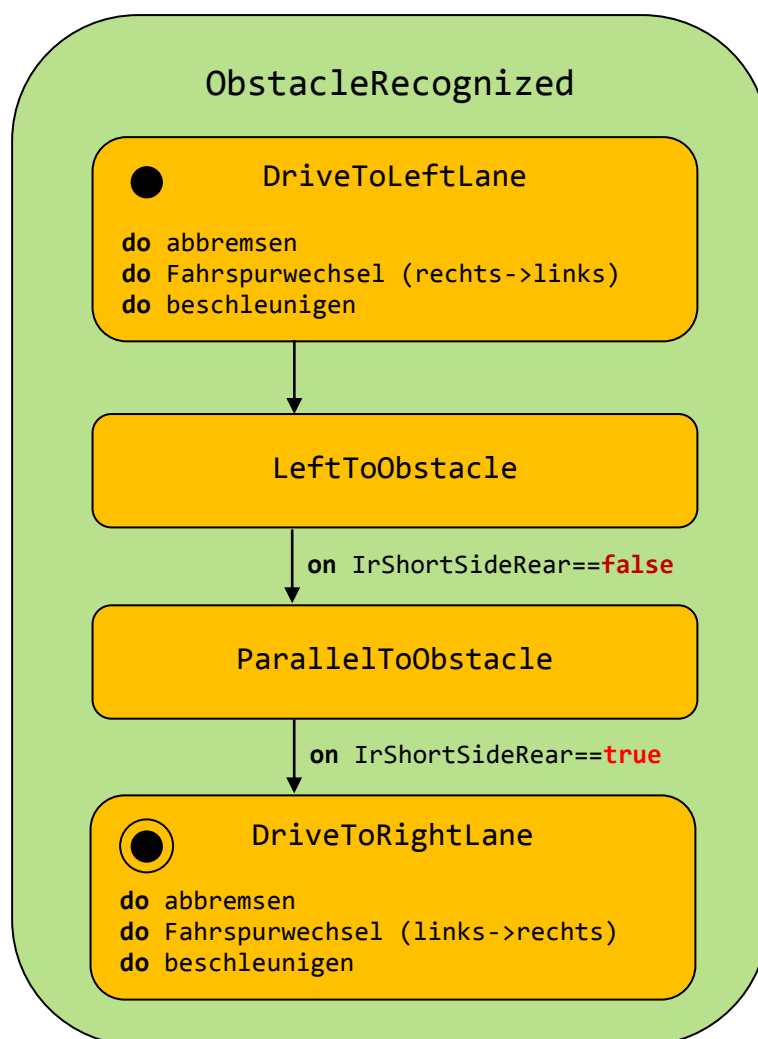 ObstacleRecognized
DriveToLeftLane
do abbremsen
do Fahrspurwechsel (rechts->links)
do beschleunigen
LeftToObstacle
on IrShortSideRear==false
ParallelToObstacle
on IrShortSideRear==true
DriveToRightLane
do abbremsen
do Fahrspurwechsel (links->rechts)
do beschleunigen